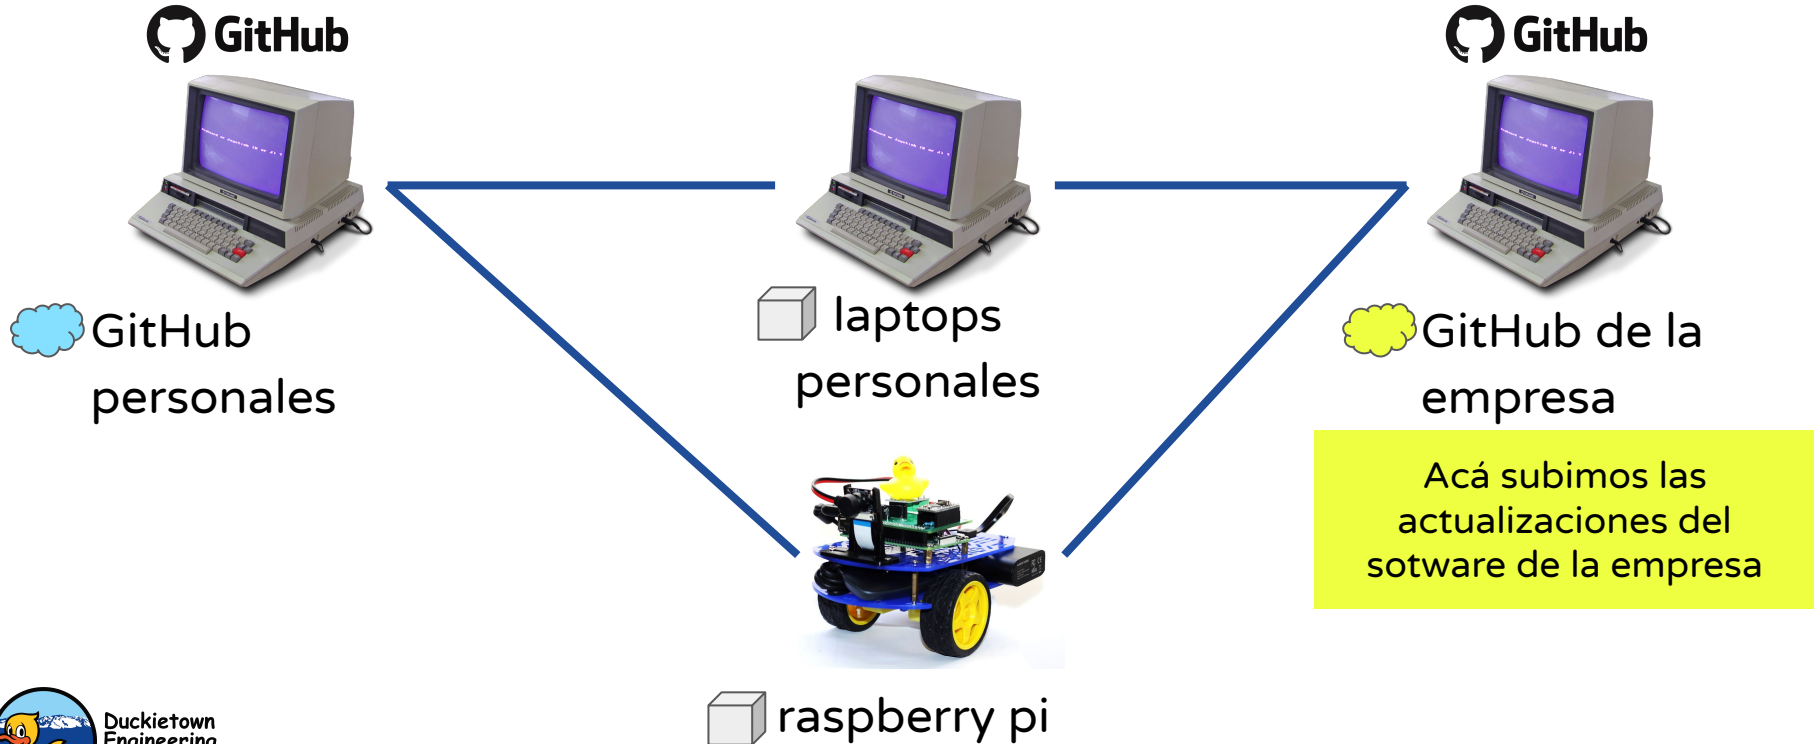 GitHub
GitHub
GitHub
personales
laptops
personales
GitHub de la
empresa
Acá subimos las
actualizaciones del
sotware de la empresa
raspberry pi
Duckietown
Engineering